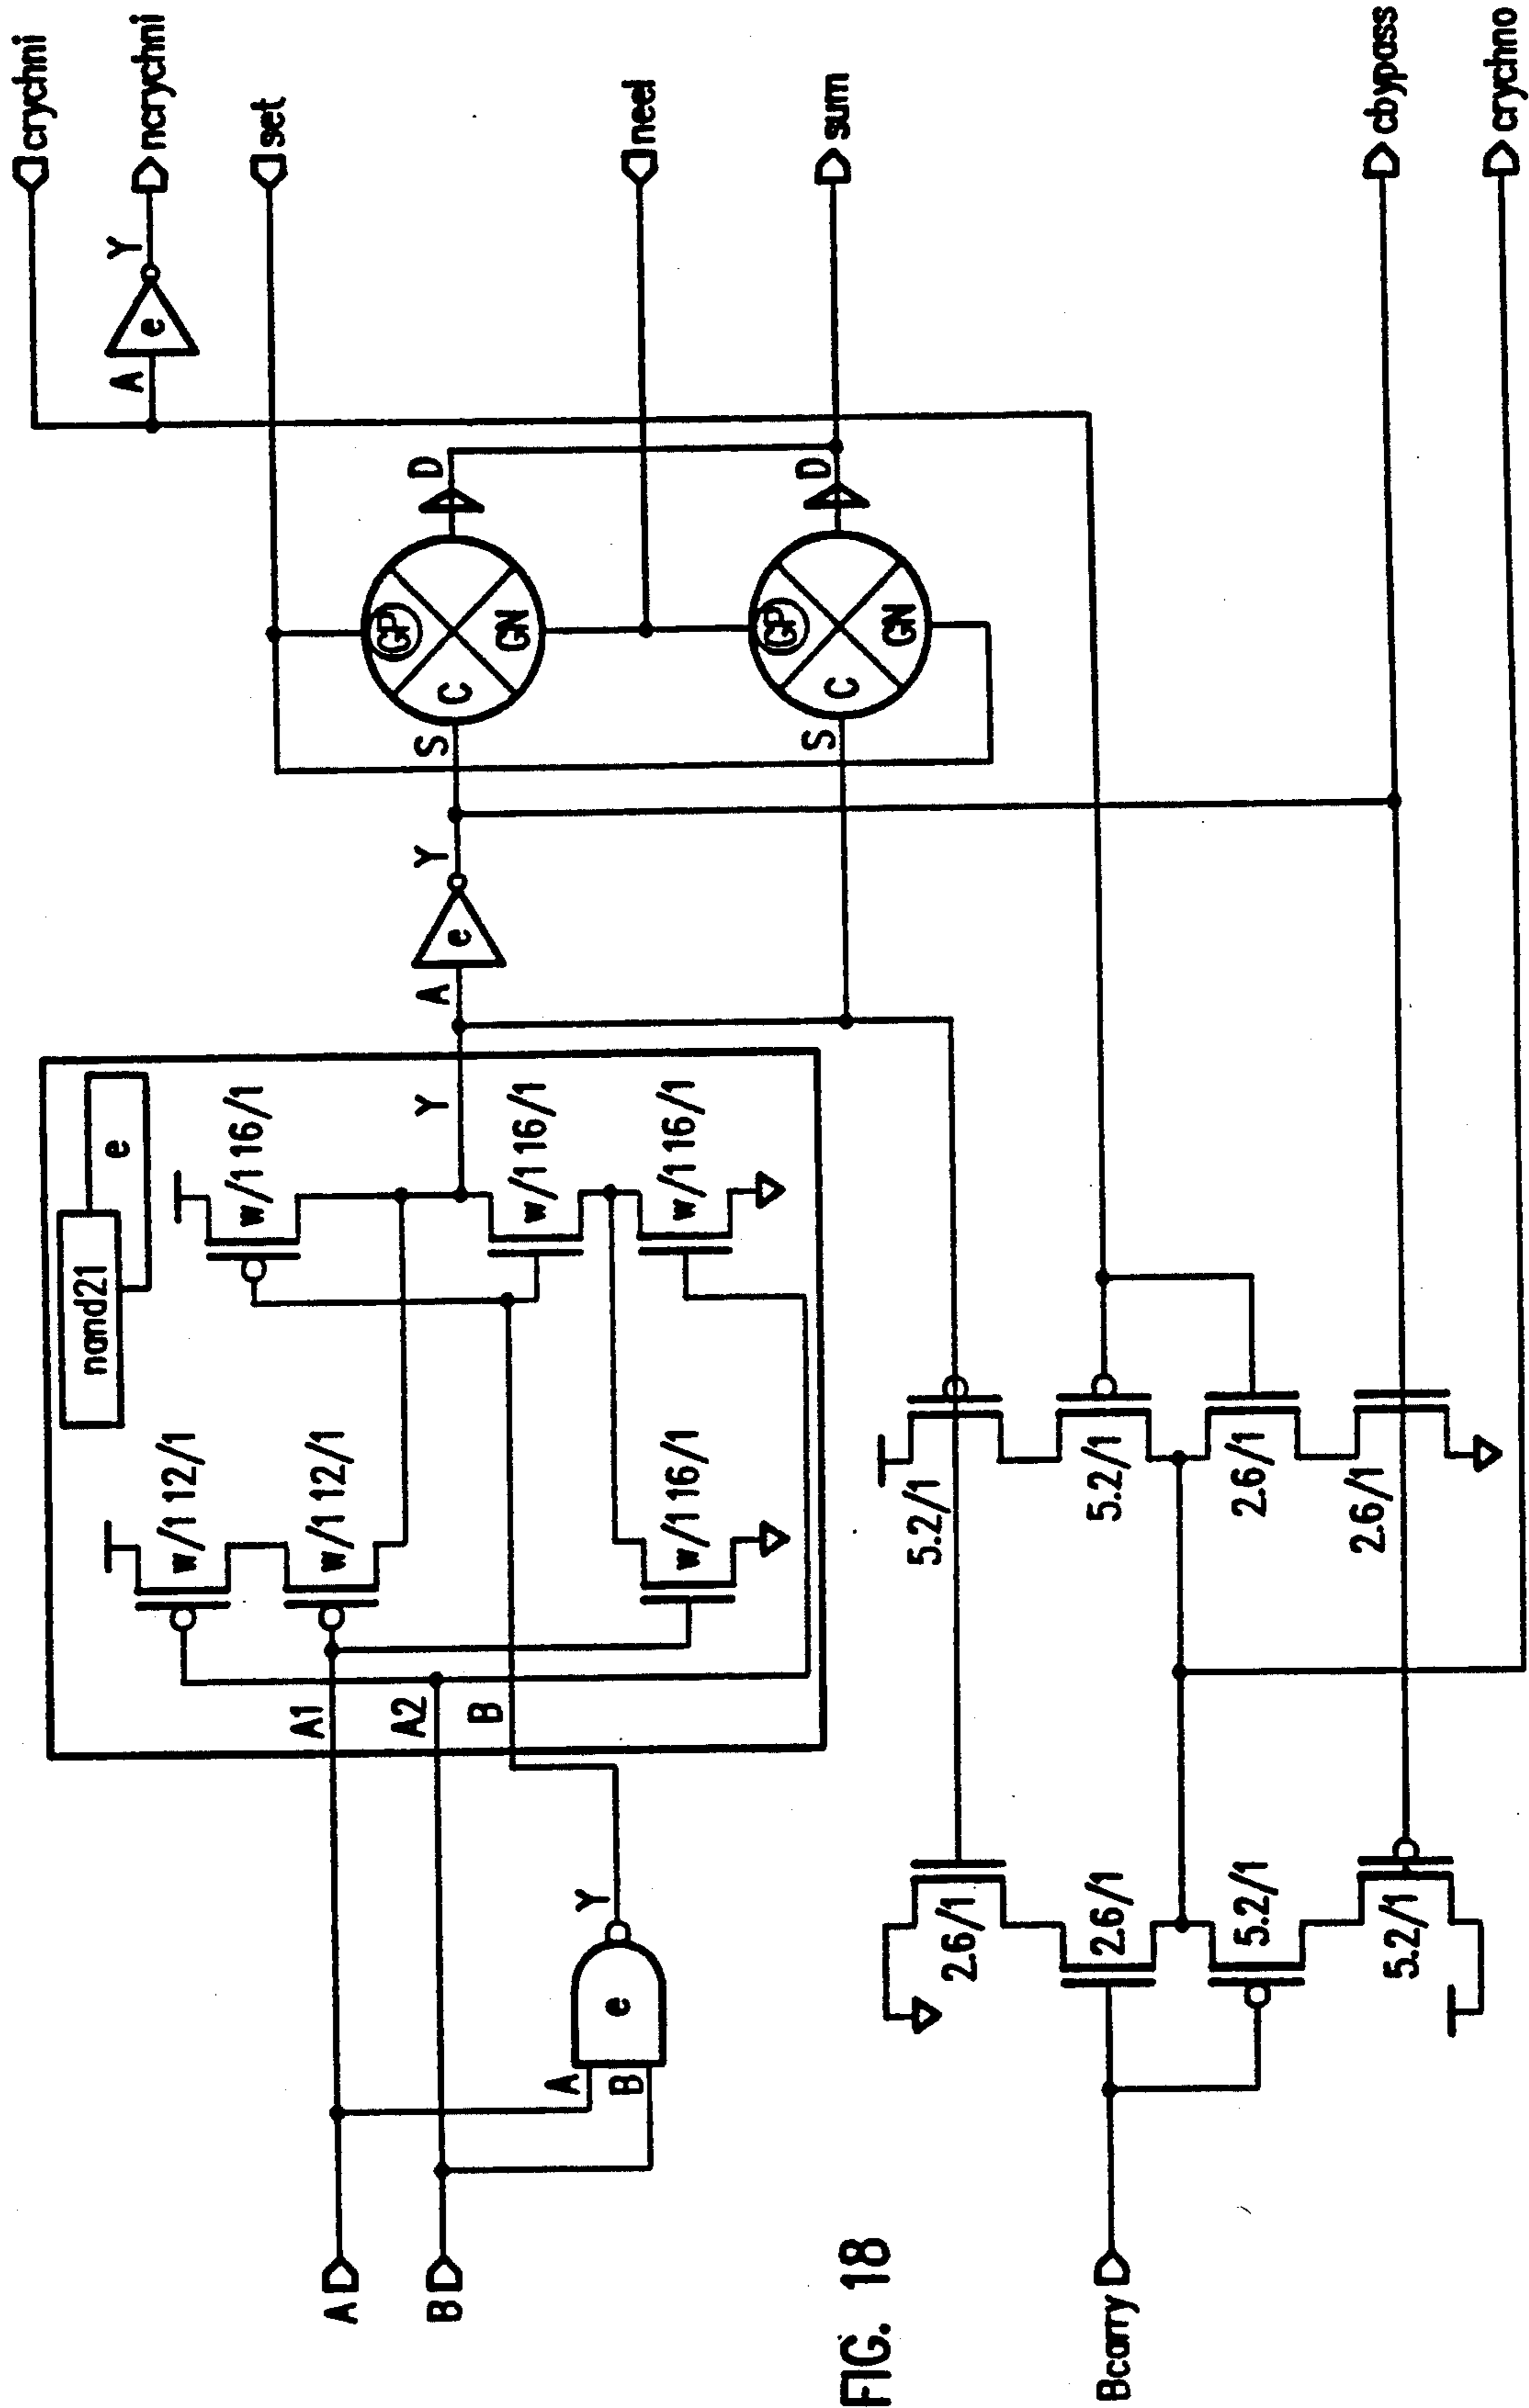 crychni
ncrychni
set
neel
sum
cbypass
crychno
A
e
Y
D
GP
GN
C
S
D
GP
GN
C
S
A
e
Y
nand21
e
w/1 12/1
w/1 12/1
w/1 16/1
w/1 16/1
w/1 16/1
w/1 16/1
Y
A1
A2
B
A
B
e
Y
A
B
2.6/1
2.6/1
5.2/1
5.2/1
5.2/1
5.2/1
2.6/1
2.6/1
Bcarry
FIG. 18